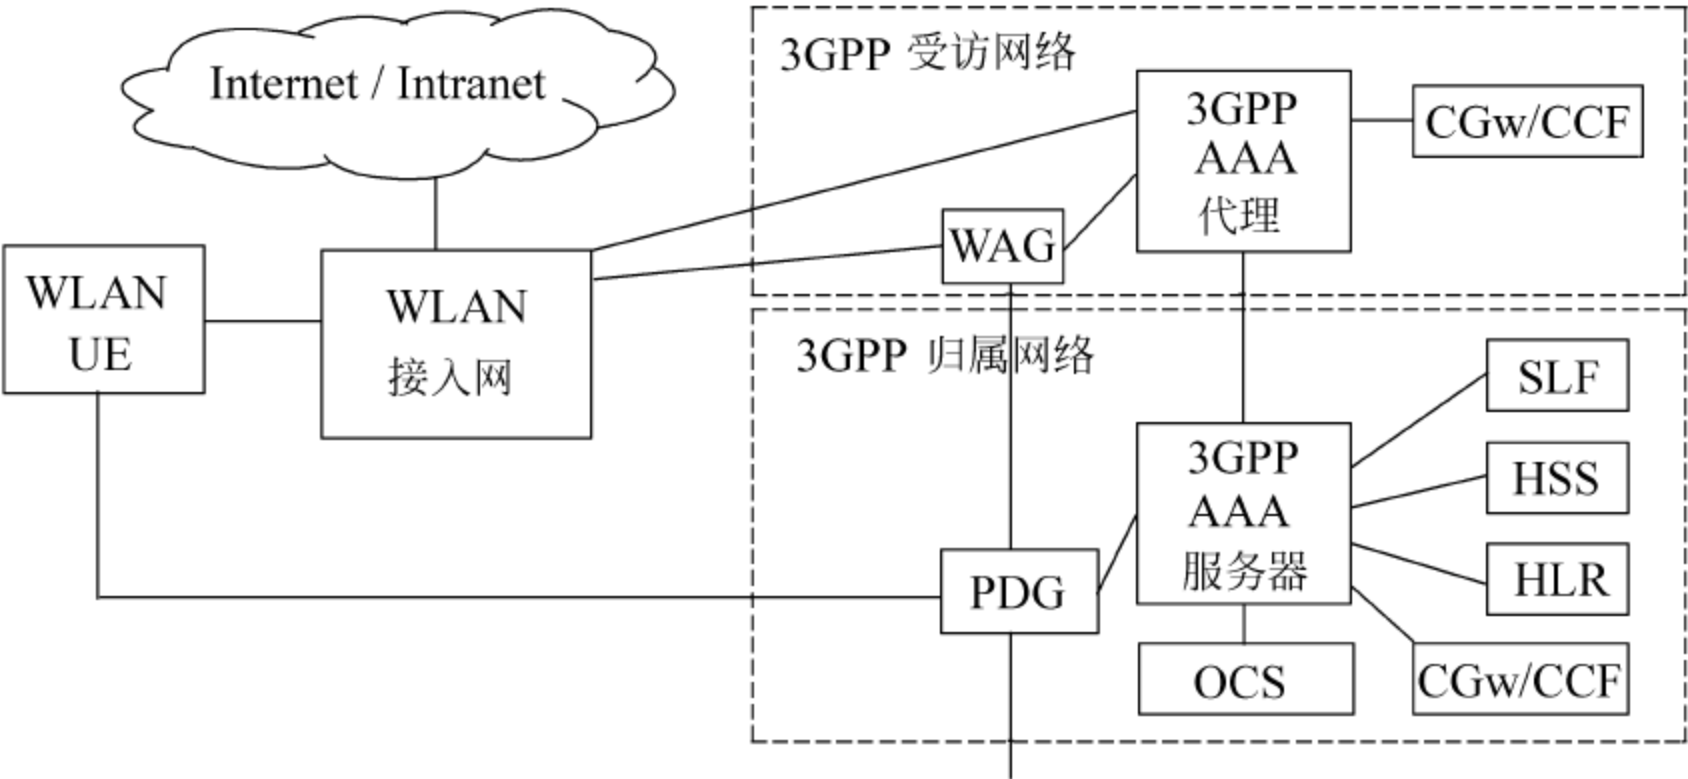 Internet / Intranet
3GPP 受访网络
3GPP
AAA
代理
CGw/CCF
WAG
WLAN
UE
WLAN
接入网
3GPP 归属网络
SLF
3GPP
AAA
服务器
HSS
HLR
PDG
OCS
CGw/CCF